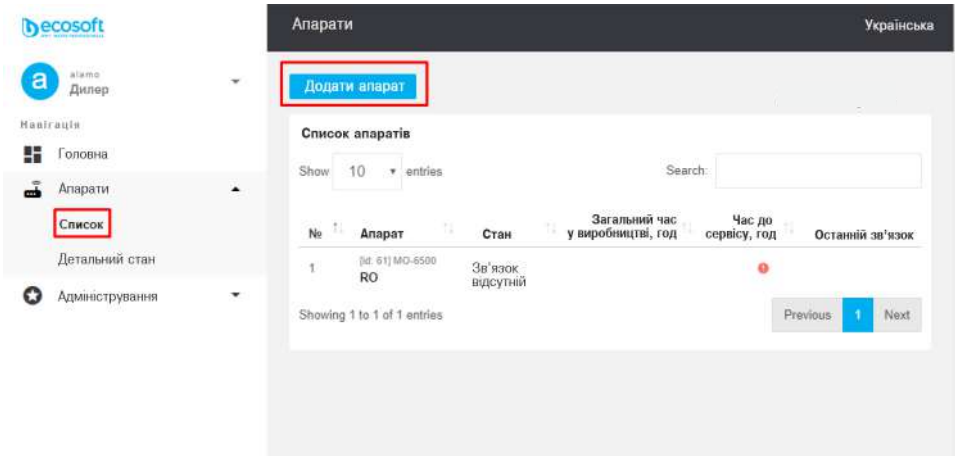 ecosoft
Апарати
Українська
a
alamo
Дилер
Додати апарат
Навігація
Головна
Апарати
Список
Детальний стан
Адміністрування
Список апаратів
Show 10 entries
Search:
№ Апарат Стан Загальний час у виробництві, год Час до сервісу, год Останній зв'язок
1 [id: 61] MO-6500
RO
Зв'язок
відсутній
Showing 1 to 1 of 1 entries
Previous 1 Next